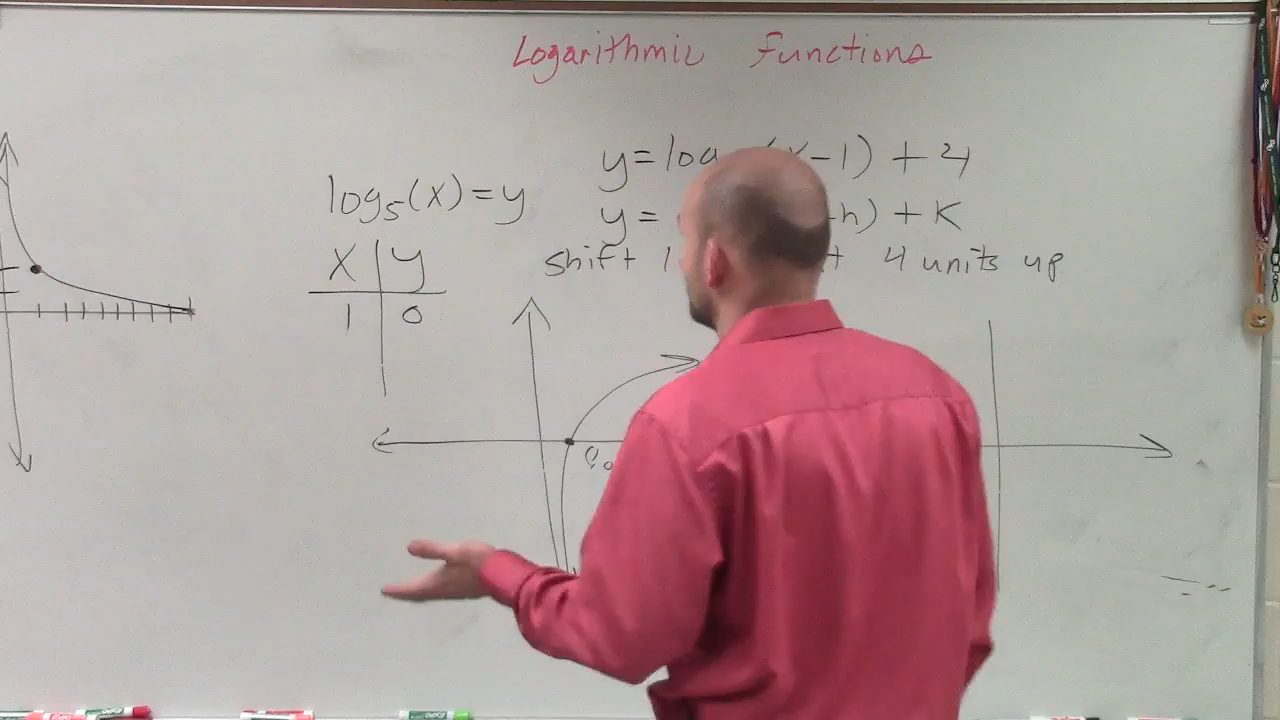 Logarithmic Functions
y=log -1) + 4
log5(x)=y
y= -h) + K
shift 1 4 units up
x y
1 0